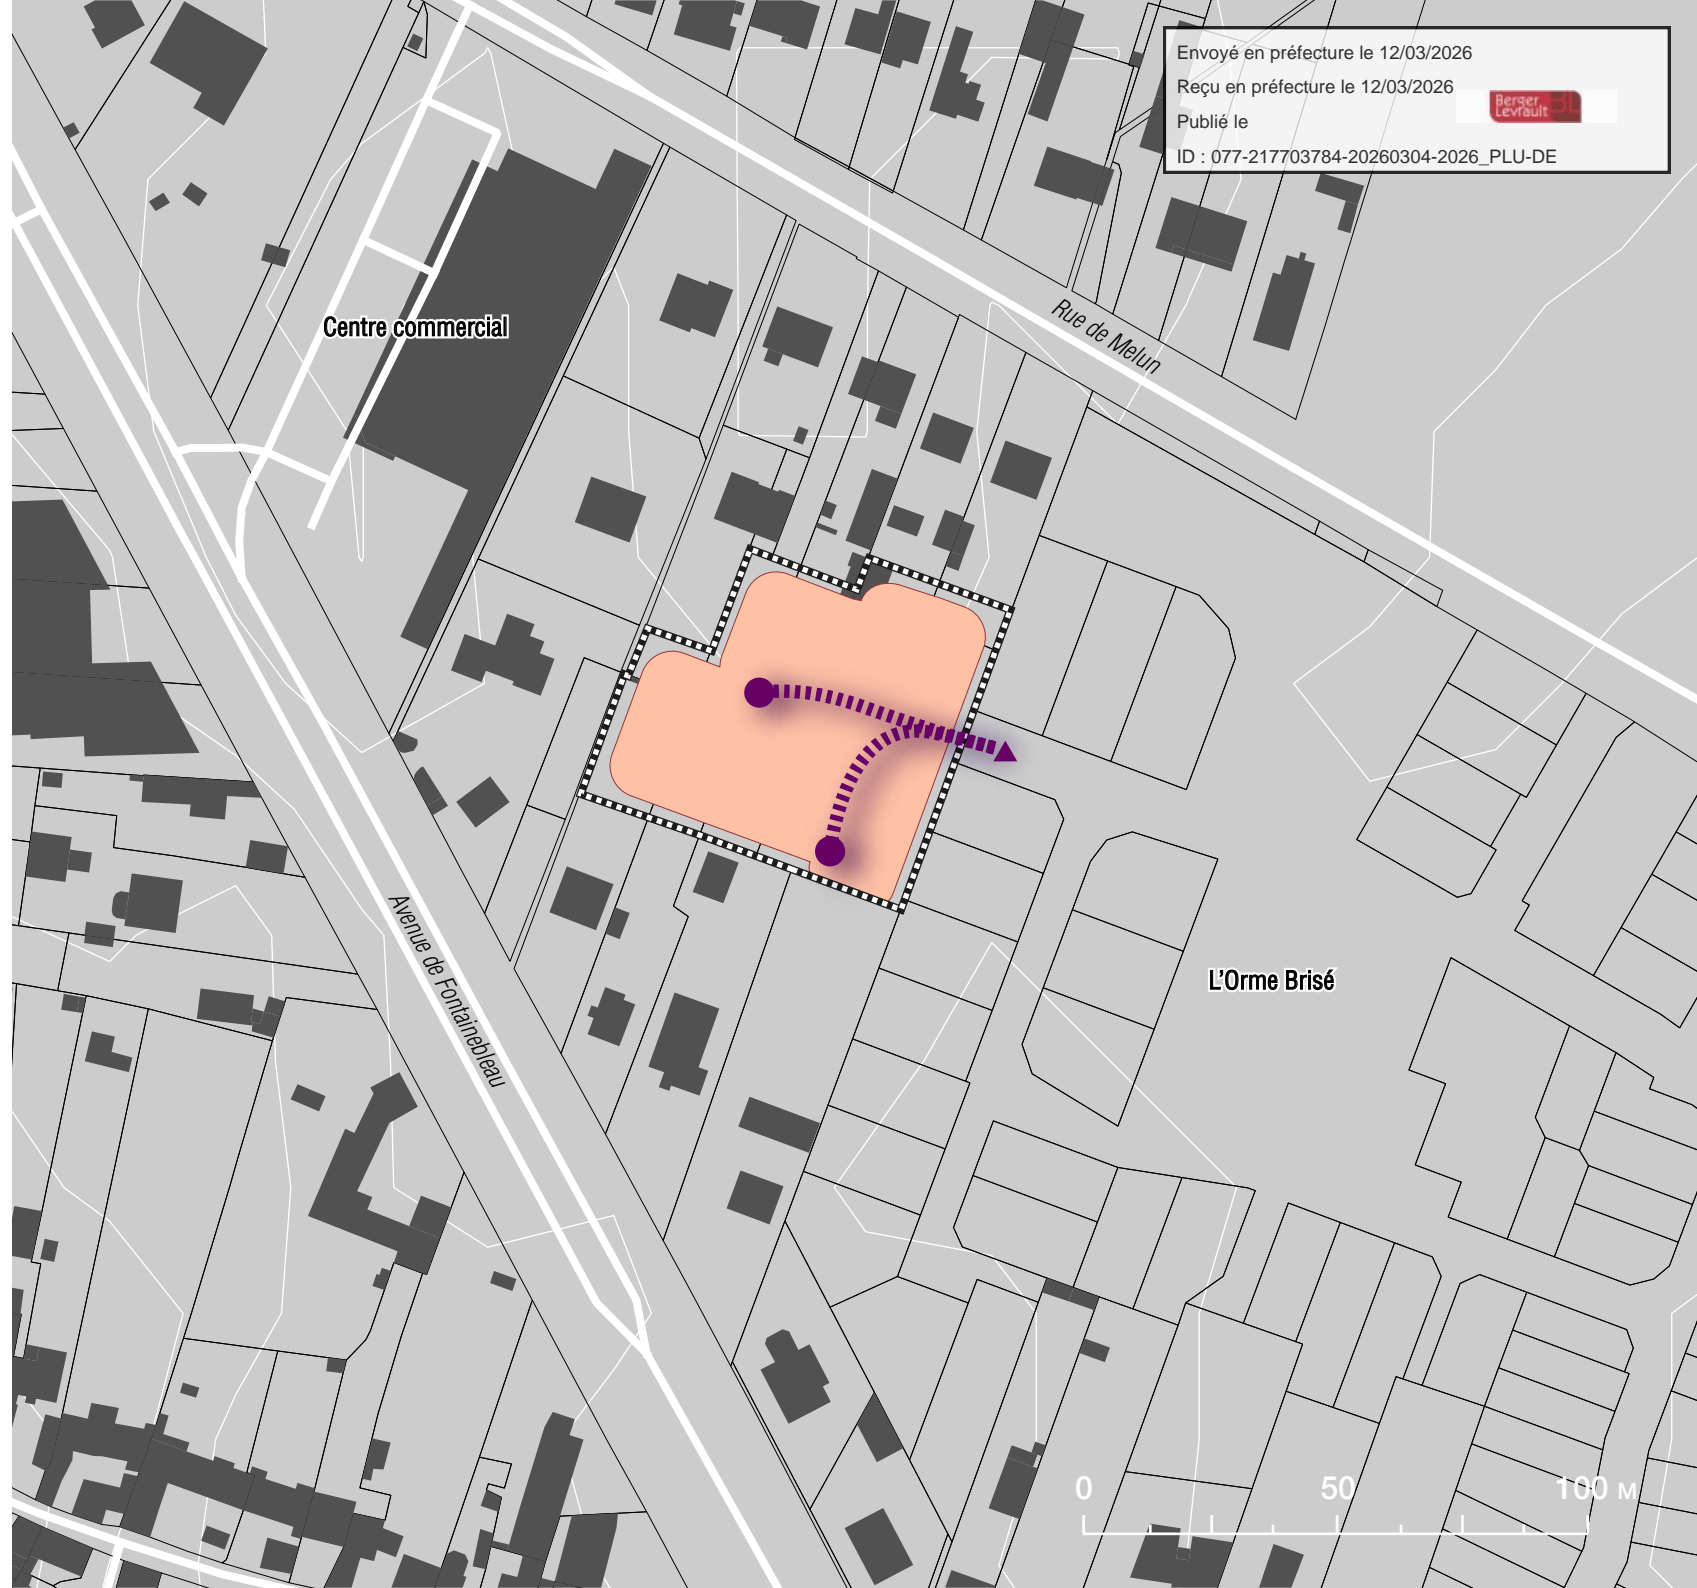 Envoyé en préfecture le 12/03/2026
Reçu en préfecture le 12/03/2026
Berger
Levrault
Publié le
ID : 077-217703784-20260304-2026_PLU-DE
Centre commercial
Rue de Melun
Avenue de Fontainebleau
L'Orme Brisé
0 50 100 M